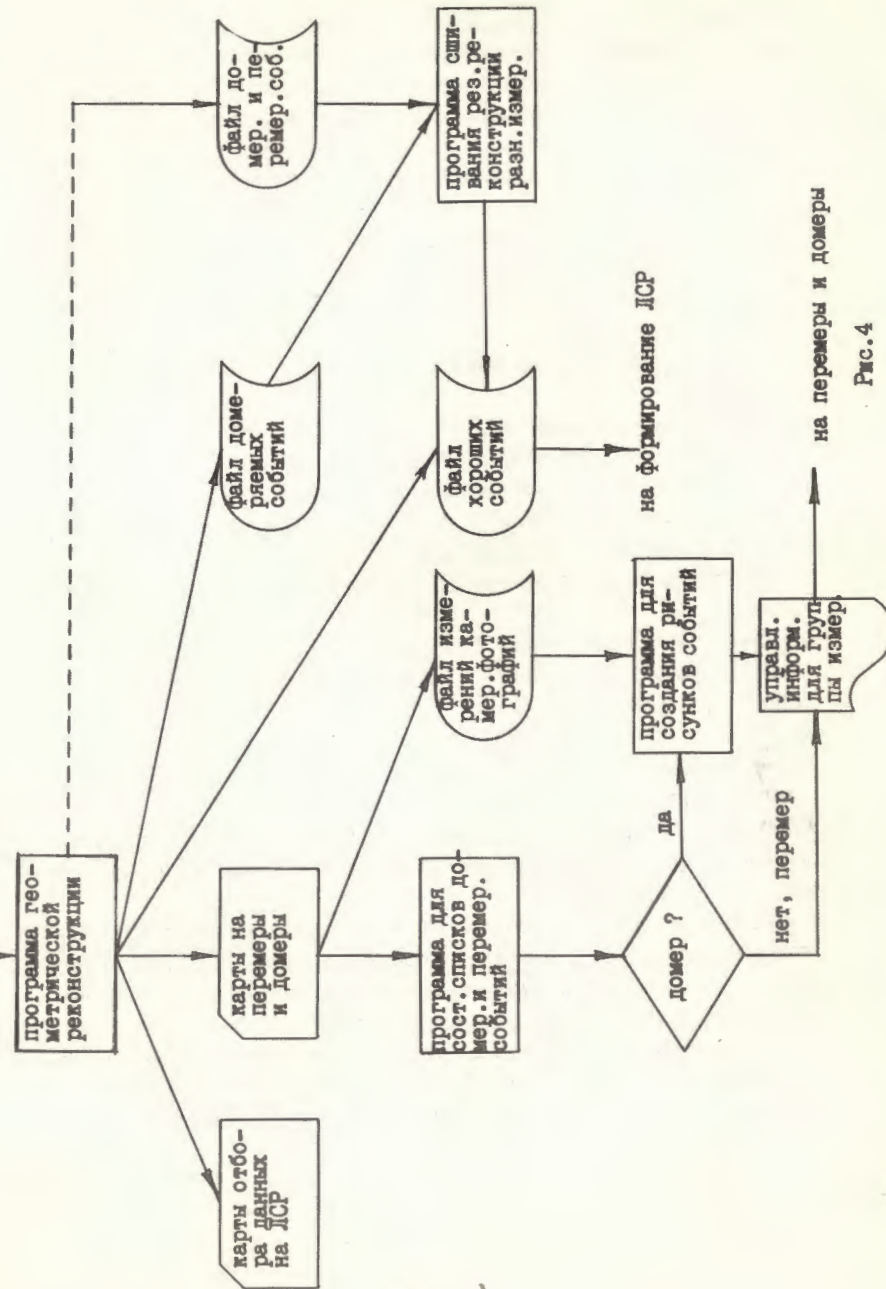 программа гео-
метрической
реконструкции
карты отбо-
ра данных
на ЛСР
карты на
перемеры
и домеры
файл доме-
ряемых
событий
файл до-
мер. и пе-
ремер.соб.
программа для
сост.списков до-
мер.и перемер.
событий
файл изме-
рений ка-
мер.фото-
графий
файл
хороших
событий
программа сши-
вания рез.ре-
конструкции
разн.измер.
домер ?
да
нет, перемер
программа для
создания ри-
сунков событий
на формирование ЛСР
управл.
информ.
для груп
пы измер.
на перемеры и домеры
Рис.4